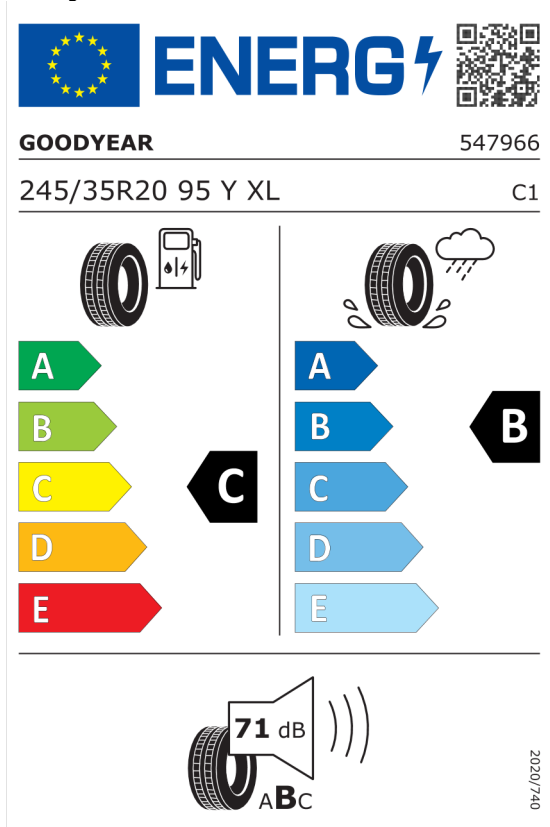 ENERG
GOODYEAR 547966
245/35R20 95 Y XL C1
A
B
C
D
E
C
A
B
C
D
E
B
71 dB
ABC
2020/740